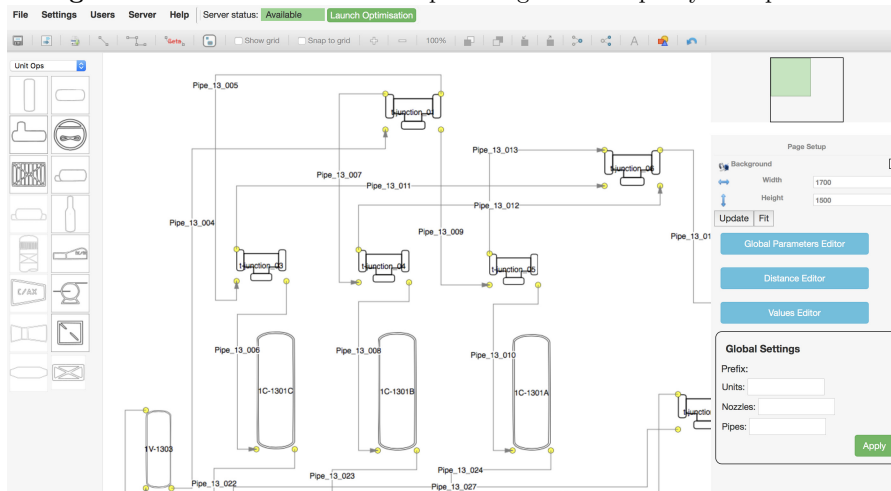 File Settings Users Server Help Server status: Available Launch Optimisation
Show grid Snap to grid 100% A
Unit Ops
Pipe_13_005
t-junction_01
Pipe_13_013
t-junction_06
Pipe_13_007
Pipe_13_011
Pipe_13_012
Pipe_13_004
Pipe_13_009
Pipe_13_01
t-junction_03
t-junction_04
t-junction_05
Pipe_13_006
Pipe_13_008
Pipe_13_010
1C-1301C
1C-1301B
1C-1301A
t-junctio
1V-1303
Pipe_13_022
Pipe_13_023
Pipe_13_024
Pipe_13_027
Page Setup
Background
Width 1700
Height 1500
Update Fit
Global Parameters Editor
Distance Editor
Values Editor
Global Settings
Prefix:
Units:
Nozzles:
Pipes:
Apply